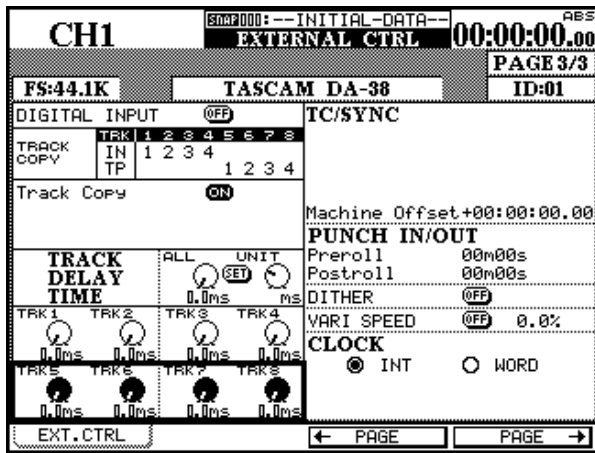 CH1
SNAP000: --INITIAL-DATA--
EXTERNAL CTRL
ABS
00:00:00.00
PAGE 3/3
FS:44.1K
TASCAM DA-38
ID:01
DIGITAL INPUT OFF
TRACK COPY
TRK 1 2 3 4 5 6 7 8
IN 1 2 3 4
TP 1 2 3 4
Track Copy ON
TRACK DELAY TIME
ALL
UNIT
SET
0.0ms
ms
TRK1 TRK2 TRK3 TRK4
0.0ms 0.0ms 0.0ms 0.0ms
TRK5 TRK6 TRK7 TRK8
0.0ms 0.0ms 0.0ms 0.0ms
TC/SYNC
Machine Offset+00:00:00.00
PUNCH IN/OUT
Preroll 00m00s
Postroll 00m00s
DITHER OFF
VARI SPEED OFF 0.0%
CLOCK
INT WORD
EXT.CTRL
← PAGE
PAGE →